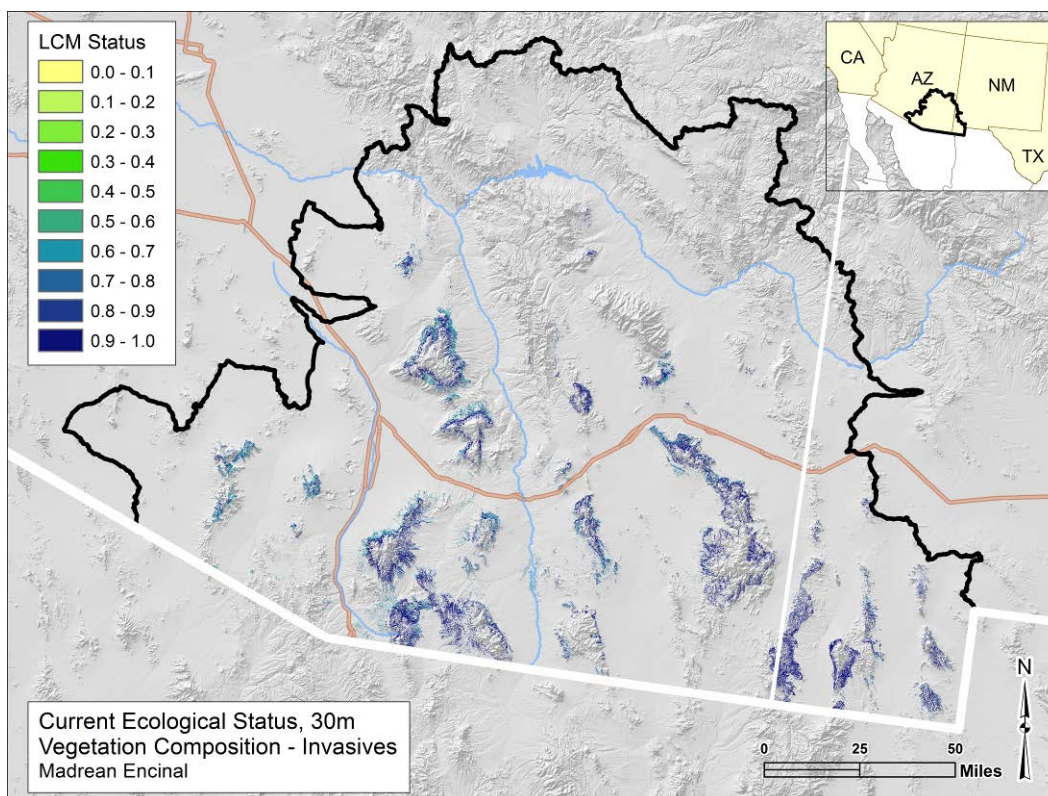 LCM Status
0.0 - 0.1
0.1 - 0.2
0.2 - 0.3
0.3 - 0.4
0.4 - 0.5
0.5 - 0.6
0.6 - 0.7
0.7 - 0.8
0.8 - 0.9
0.9 - 1.0
CA
AZ
NM
TX
Current Ecological Status, 30m
Vegetation Composition - Invasives
Madrean Encinal
N
0 25 50
Miles